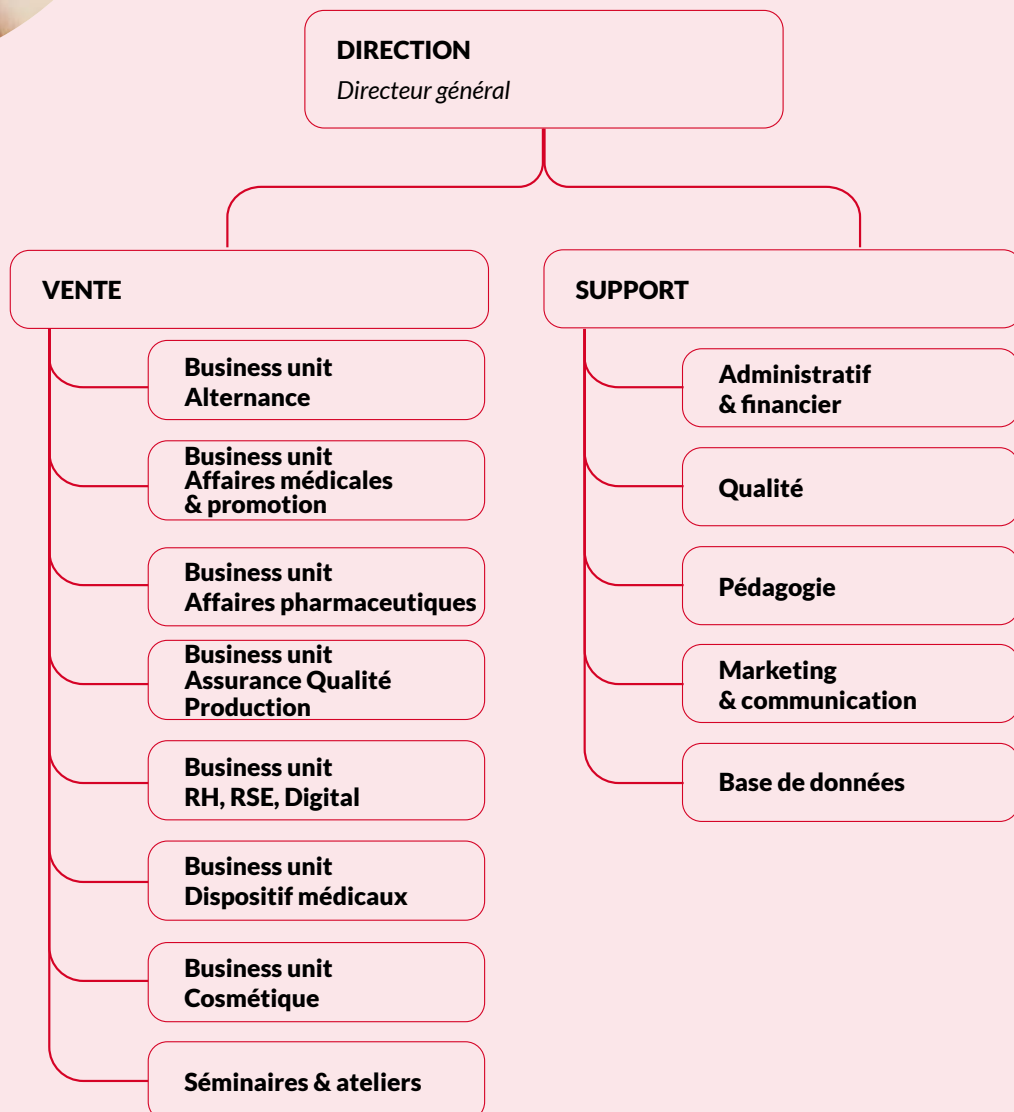 DIRECTION
Directeur général
VENTE
Business unit
Alternance
Business unit
Affaires médicales
& promotion
Business unit
Affaires pharmaceutiques
Business unit
Assurance Qualité
Production
Business unit
RH, RSE, Digital
Business unit
Dispositif médicaux
Business unit
Cosmétique
Séminaires & ateliers
SUPPORT
Administratif
& financier
Qualité
Pédagogie
Marketing
& communication
Base de données